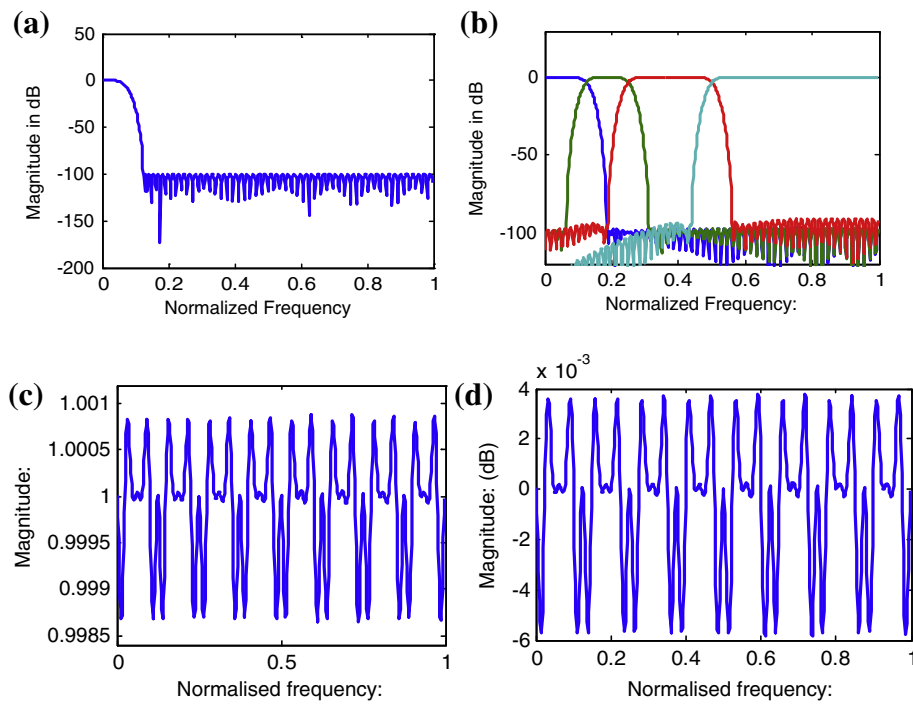 (a)
50
0
-50
-100
-150
-200
Magnitude in dB
0 0.2 0.4 0.6 0.8 1
Normalized Frequency
(b)
0
-50
-100
Magnitude in dB
0 0.2 0.4 0.6 0.8 1
Normalized Frequency:
(c)
1.001
1.0005
1
0.9995
0.999
0.9985
Magnitude:
0 0.5 1
Normalised frequency:
(d)
x 10-3
4
2
0
-2
-4
-6
Magnitude: (dB)
0 0.2 0.4 0.6 0.8 1
Normalised frequency: